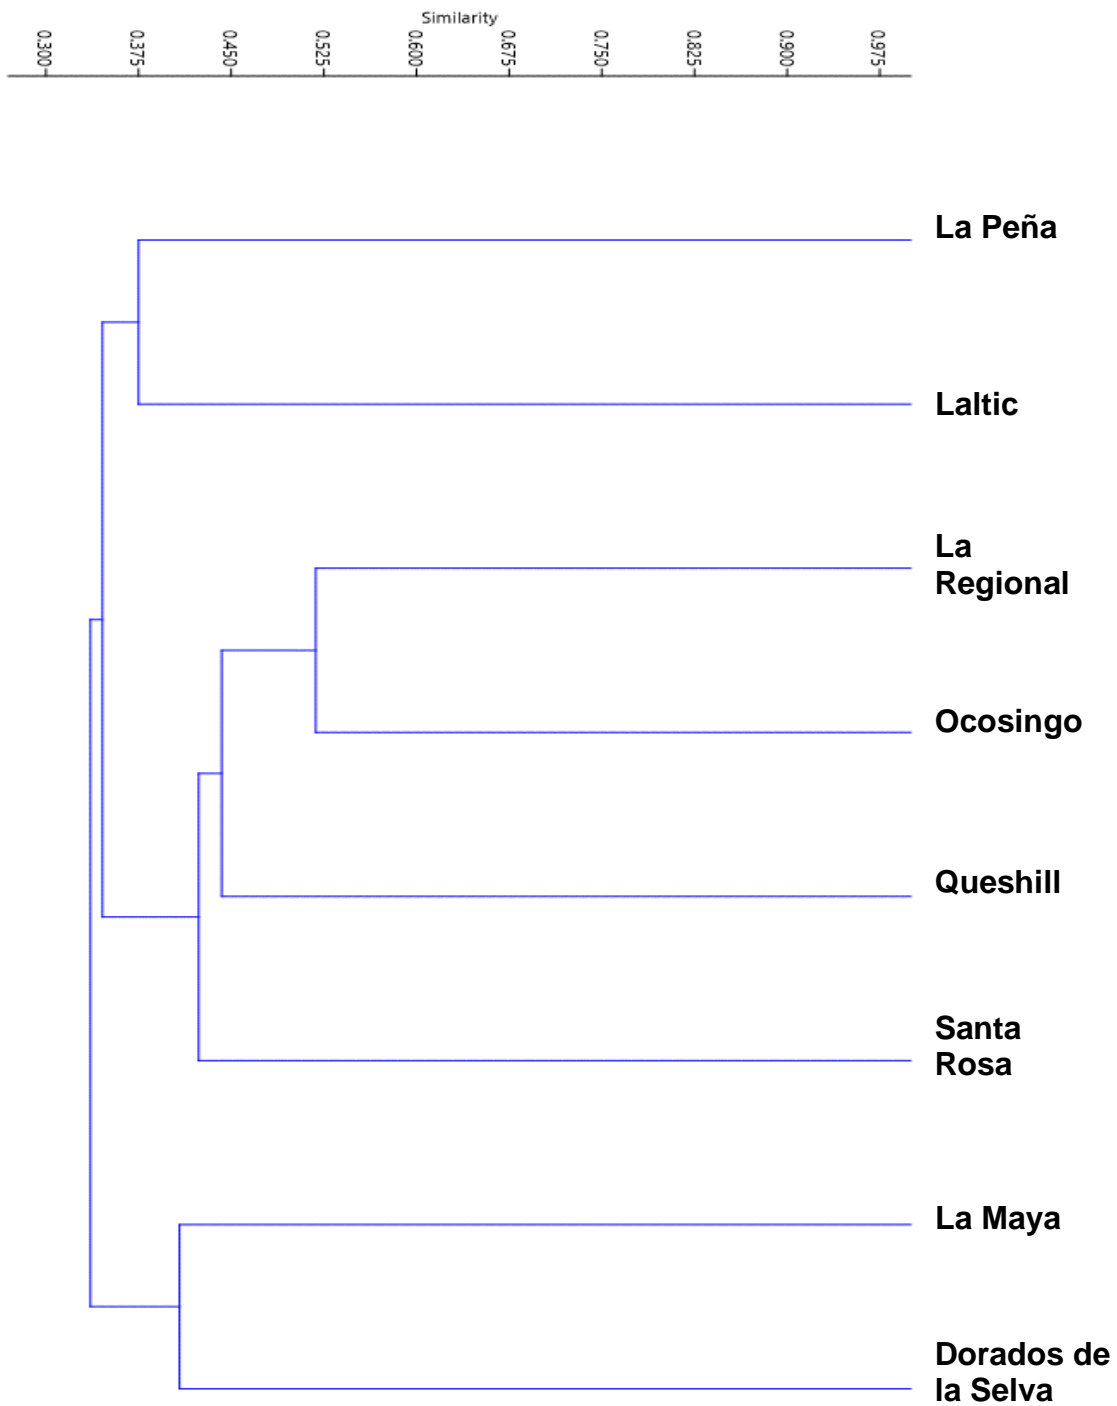 Similarity
0.300 0.375 0.450 0.525 0.600 0.675 0.750 0.825 0.900 0.975
La Peña
Laltic
La
Regional
Ocosingo
Queshill
Santa
Rosa
La Maya
Dorados de
la Selva